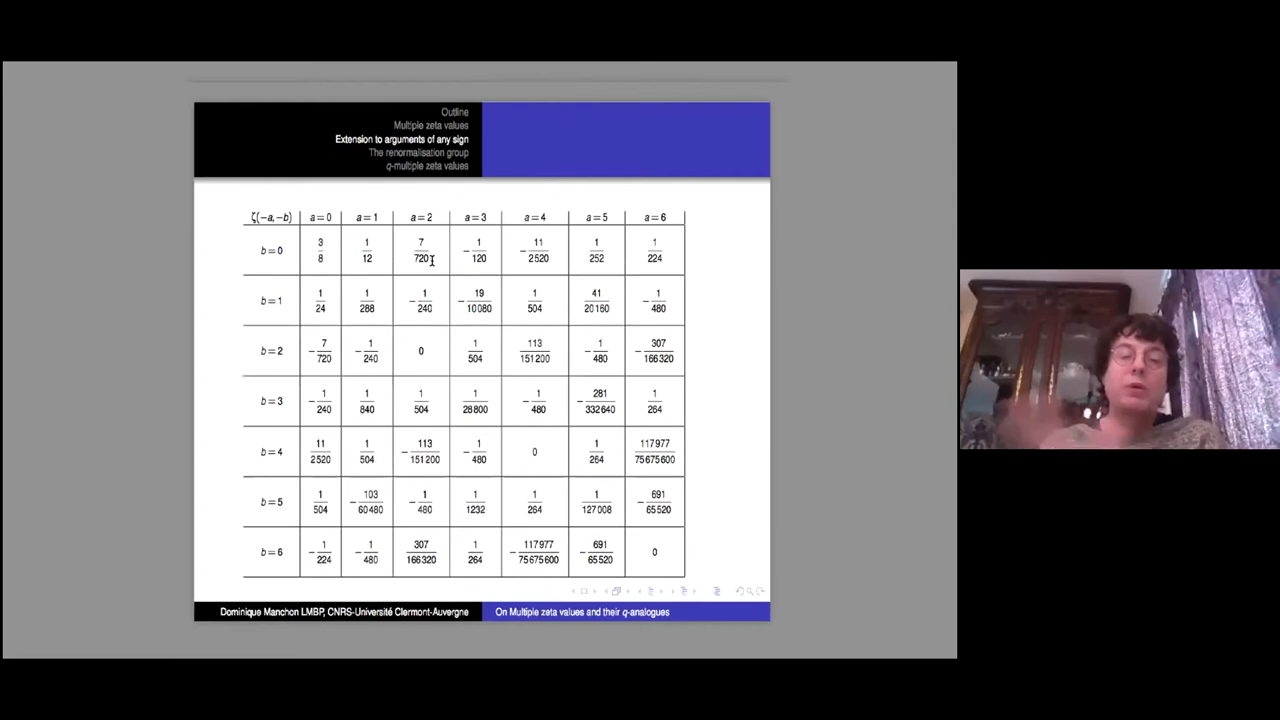 Outline
Multiple zeta values
Extension to arguments of any sign
The renormalisation group
q-multiple zeta values
ζ(−a,−b) a = 0 a = 1 a = 2 a = 3 a = 4 a = 5 a = 6
b = 0 3/8 1/12 7/720 −1/120 −11/2520 1/252 1/224
b = 1 1/24 1/288 −1/240 −19/10080 1/504 41/20160 −1/480
b = 2 −7/720 −1/240 0 1/504 113/151200 −1/480 −307/166320
b = 3 −1/240 1/840 1/504 1/28800 −1/480 −281/332640 1/264
b = 4 11/2520 1/504 −113/151200 −1/480 0 1/264 117977/75675600
b = 5 1/504 −103/60480 −1/480 1/1232 1/264 1/127008 −691/65520
b = 6 −1/224 −1/480 307/166320 1/264 −117977/75675600 −691/65520 0
Dominique Manchon LMBP, CNRS-Université Clermont-Auvergne On Multiple zeta values and their q-analogues